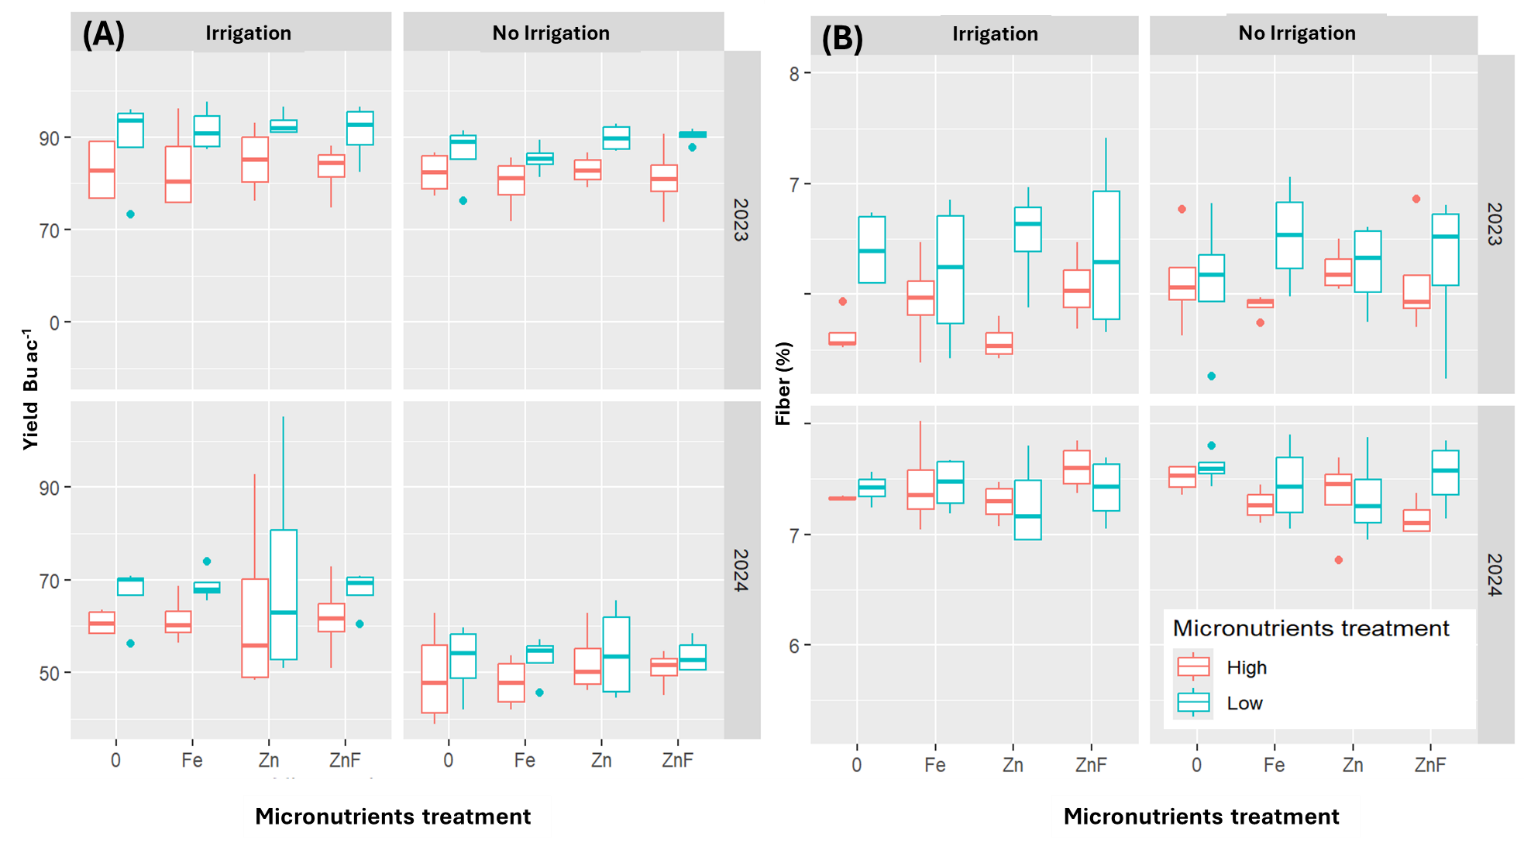 (A)
Irrigation
No Irrigation
90
70
0
2023
90
70
50
2024
Yield Bu ac-1
0 Fe Zn ZnF
0 Fe Zn ZnF
Micronutrients treatment
(B)
Irrigation
No Irrigation
8
7
2023
7
6
2024
Fiber (%)
Micronutrients treatment
High
Low
0 Fe Zn ZnF
0 Fe Zn ZnF
Micronutrients treatment